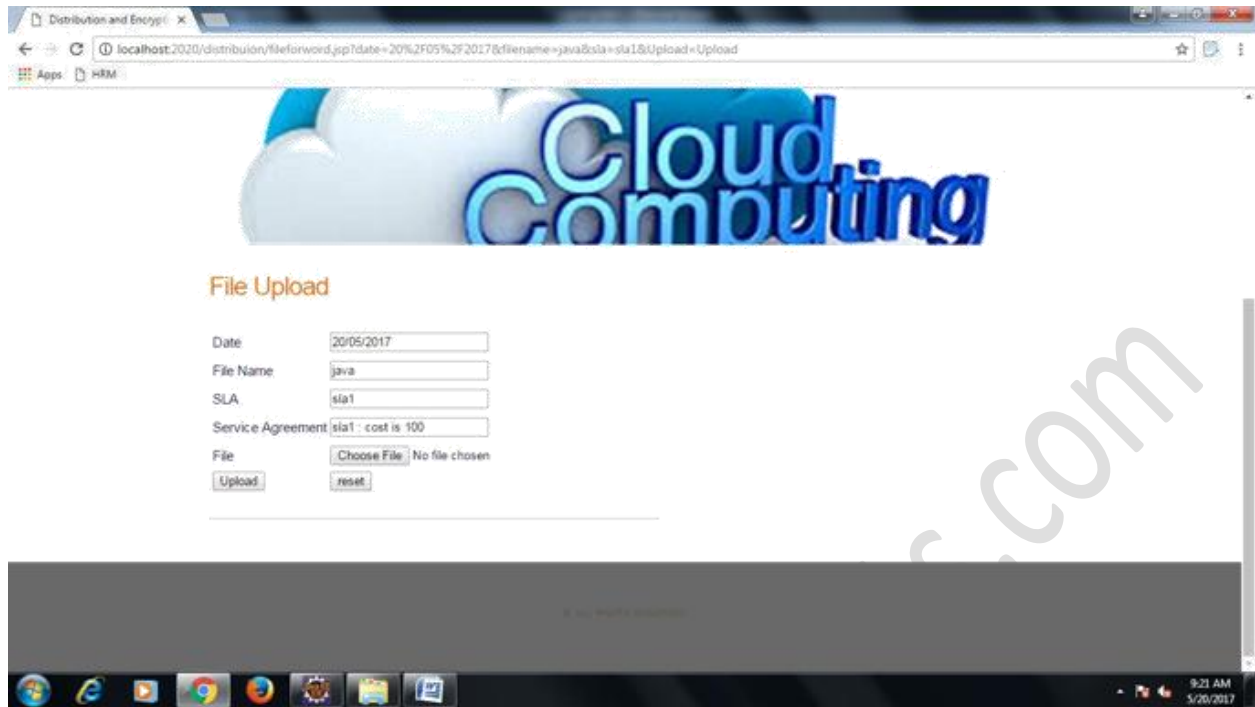 Distribution and Encrypt
localhost:2020/distribuion/fileforword.jsp?date=20%2F05%2F2017&filename=java&sla=sla1&Upload=Upload
Apps HRM
Cloud
Computing
File Upload
Date 20/05/2017
File Name java
SLA sla1
Service Agreement sla1 : cost is 100
File Choose File No file chosen
Upload reset
.com
9:21 AM
5/20/2017